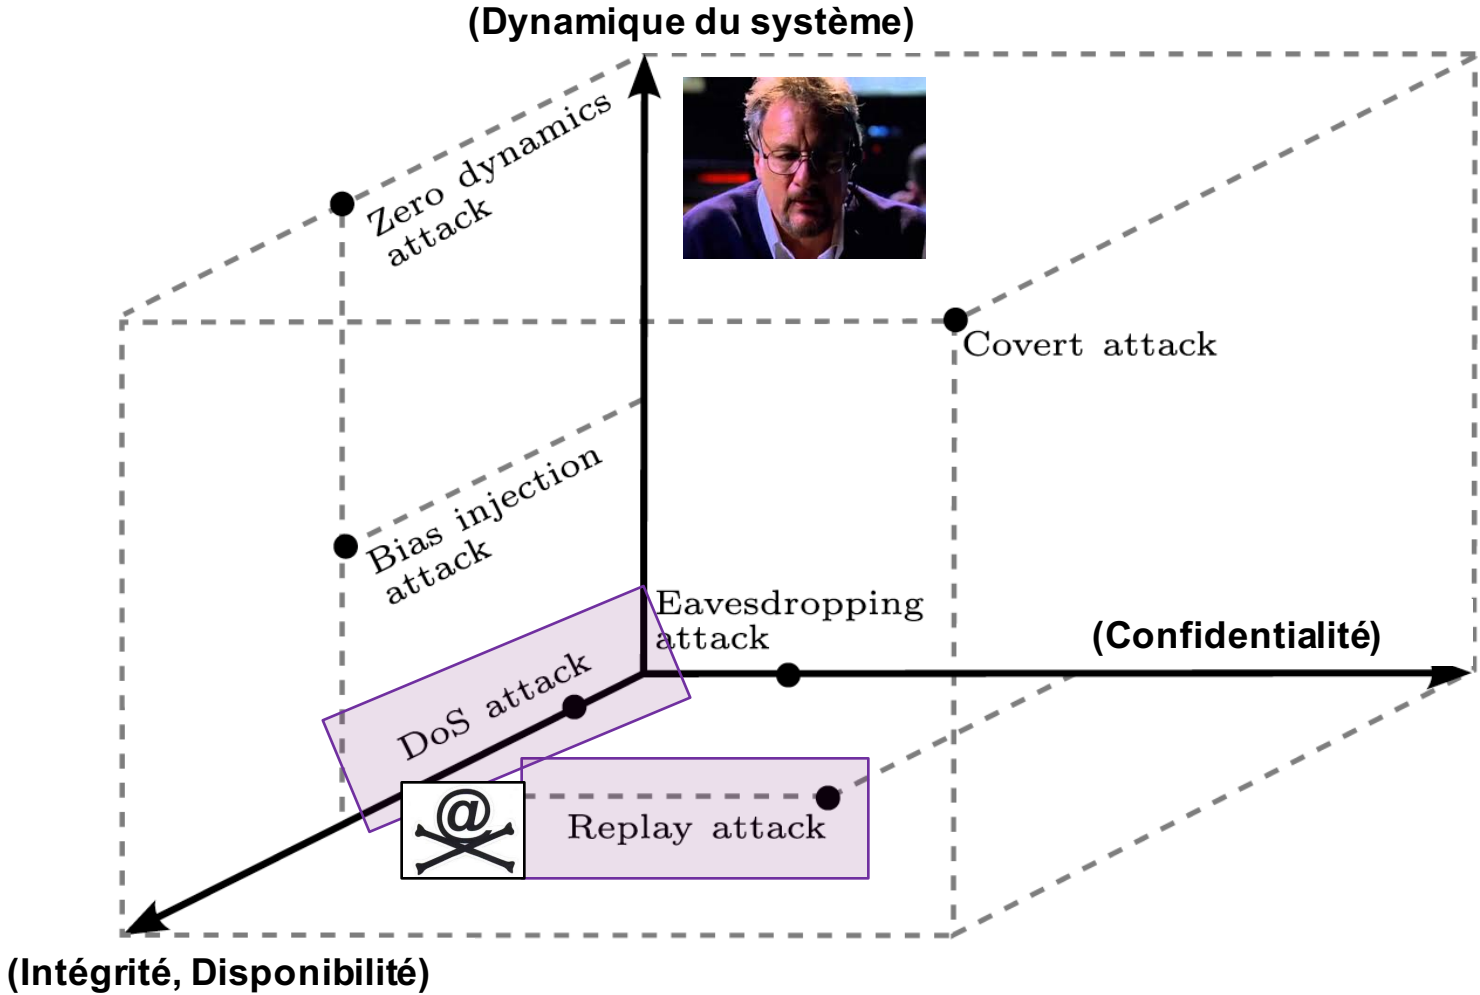 (Dynamique du système)
Zero dynamics
attack
Covert attack
Bias injection
attack
Eavesdropping
attack
(Confidentialité)
DoS attack
@
Replay attack
(Intégrité, Disponibilité)